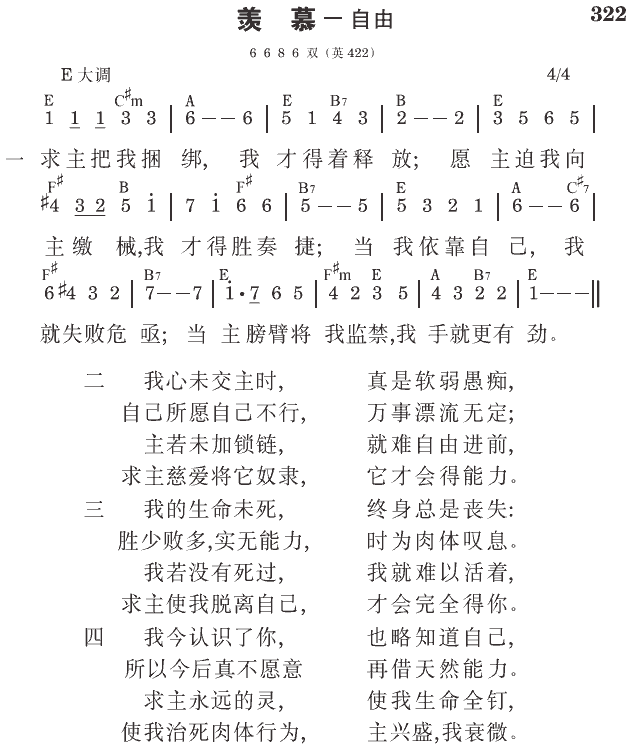 羡 慕 — 自由 322
6 6 8 6 双（英 422）
E 大调 4/4
E C♯m A E B7 B E
1 1 1 3 3 | 6 — — 6 | 5 1 4 3 | 2 — — 2 | 3 5 6 5 |
一 求主把我捆 绑, 我 才得着释 放; 愿 主迫我向
F♯ B F♯ B7 E A C♯7
♯4 3 2 5 i | 7 i 6 6 | 5 — — 5 | 5 3 2 1 | 6 — — 6 |
主缴 械,我 才得胜奏 捷; 当 我依靠自 己, 我
F♯ B7 E F♯m E A B7 E
6 ♯4 3 2 | 7 — — 7 | i · 7 6 5 | 4 2 3 5 | 4 3 2 2 | 1 — — — ‖
就失败危 亟; 当 主膀臂将 我监禁,我 手就更有 劲。
二 我心未交主时, 真是软弱愚痴,
自己所愿自己不行, 万事漂流无定;
主若未加锁链, 就难自由进前,
求主慈爱将它奴隶, 它才会得能力。
三 我的生命未死, 终身总是丧失:
胜少败多,实无能力, 时为肉体叹息。
我若没有死过, 我就难以活着,
求主使我脱离自己, 才会完全得你。
四 我今认识了你, 也略知道自己,
所以今后真不愿意 再借天然能力。
求主永远的灵, 使我生命全钉,
使我治死肉体行为, 主兴盛,我衰微。